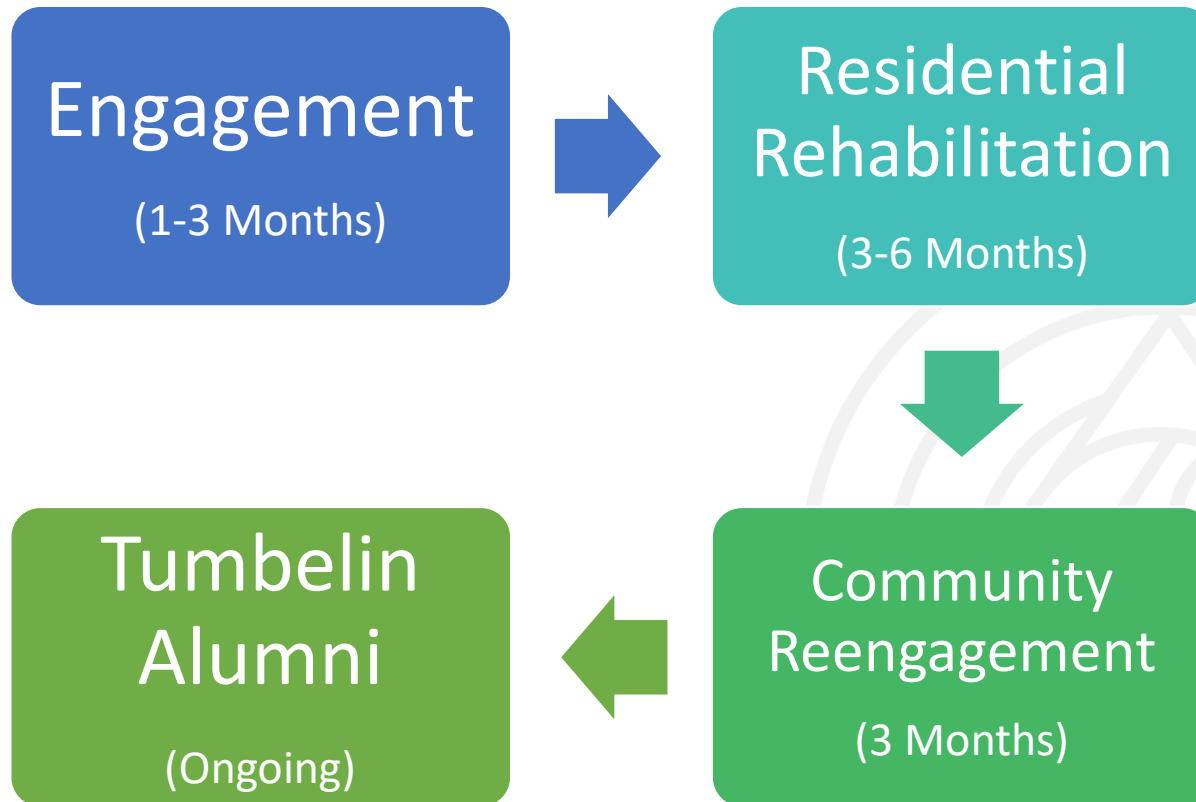 Engagement
(1-3 Months)
Residential
Rehabilitation
(3-6 Months)
Community
Reengagement
(3 Months)
Tumbelin
Alumni
(Ongoing)